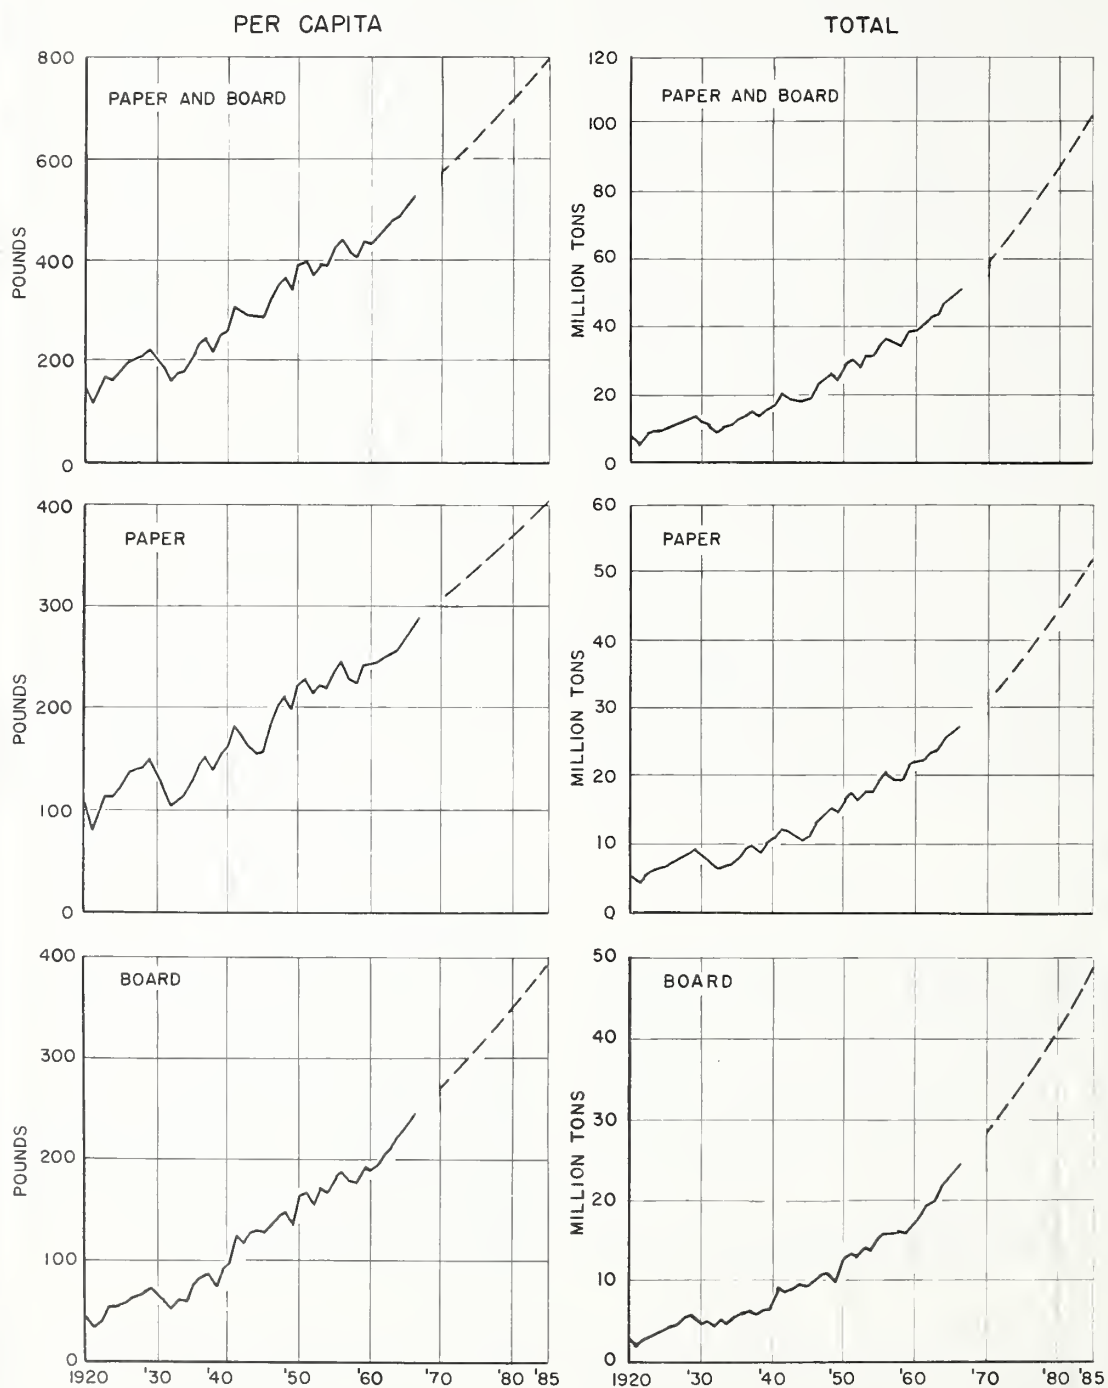 PER CAPITA
800
600
400
200
0
POUNDS
PAPER AND BOARD
TOTAL
120
100
80
60
40
20
0
MILLION TONS
PAPER AND BOARD
400
300
200
100
0
POUNDS
PAPER
60
50
40
30
20
10
0
MILLION TONS
PAPER
400
300
200
100
0
POUNDS
BOARD
1920 '30 '40 '50 '60 '70 '80 '85
50
40
30
20
10
0
MILLION TONS
BOARD
1920 '30 '40 '50 '60 '70 '80 '85